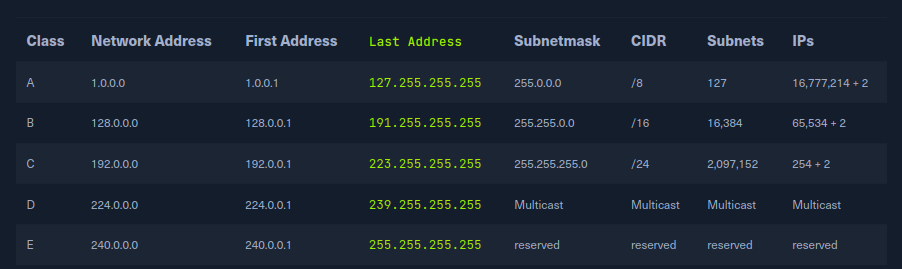 Class Network Address First Address Last Address Subnetmask CIDR Subnets IPs
A 1.0.0.0 1.0.0.1 127.255.255.255 255.0.0.0 /8 127 16,777,214 + 2
B 128.0.0.0 128.0.0.1 191.255.255.255 255.255.0.0 /16 16,384 65,534 + 2
C 192.0.0.0 192.0.0.1 223.255.255.255 255.255.255.0 /24 2,097,152 254 + 2
D 224.0.0.0 224.0.0.1 239.255.255.255 Multicast Multicast Multicast Multicast
E 240.0.0.0 240.0.0.1 255.255.255.255 reserved reserved reserved reserved